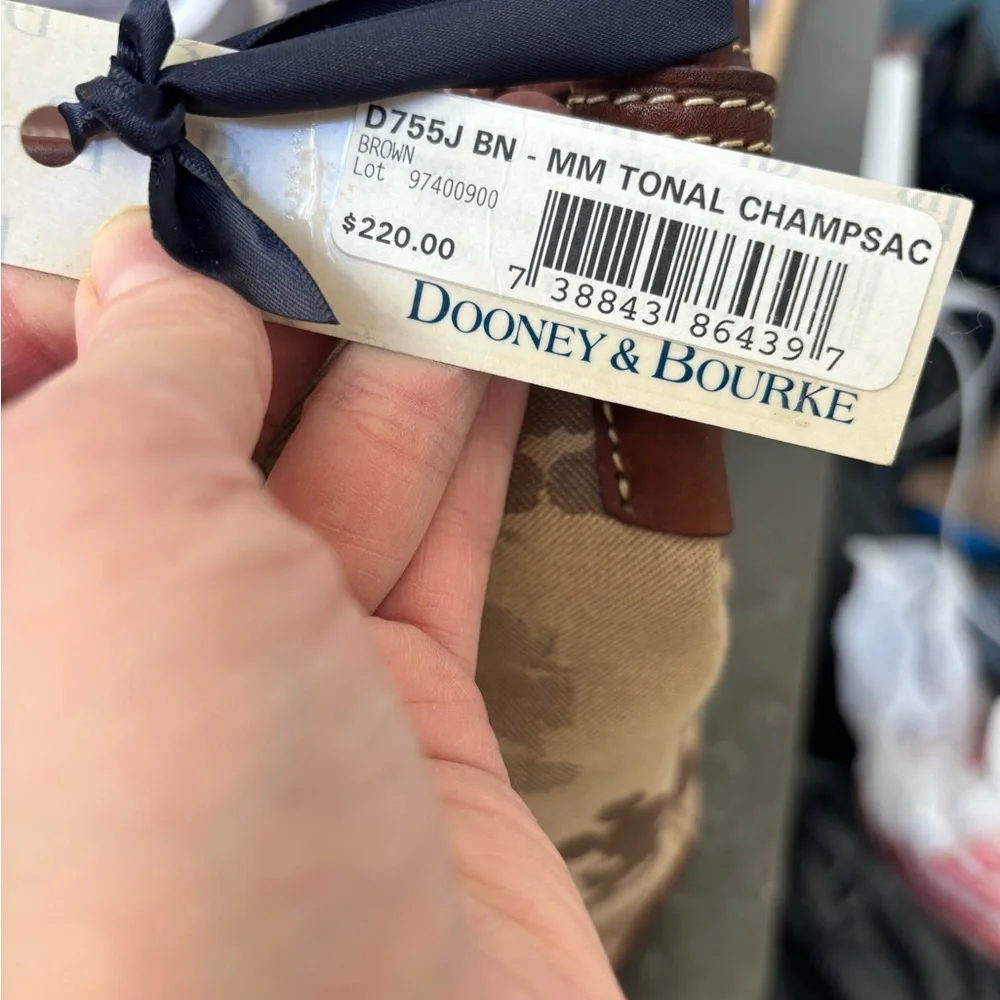 D755J BN - MM TONAL CHAMPSAC
BROWN
Lot 97400900
$220.00
7 38843 86439 7
DOONEY & BOURKE